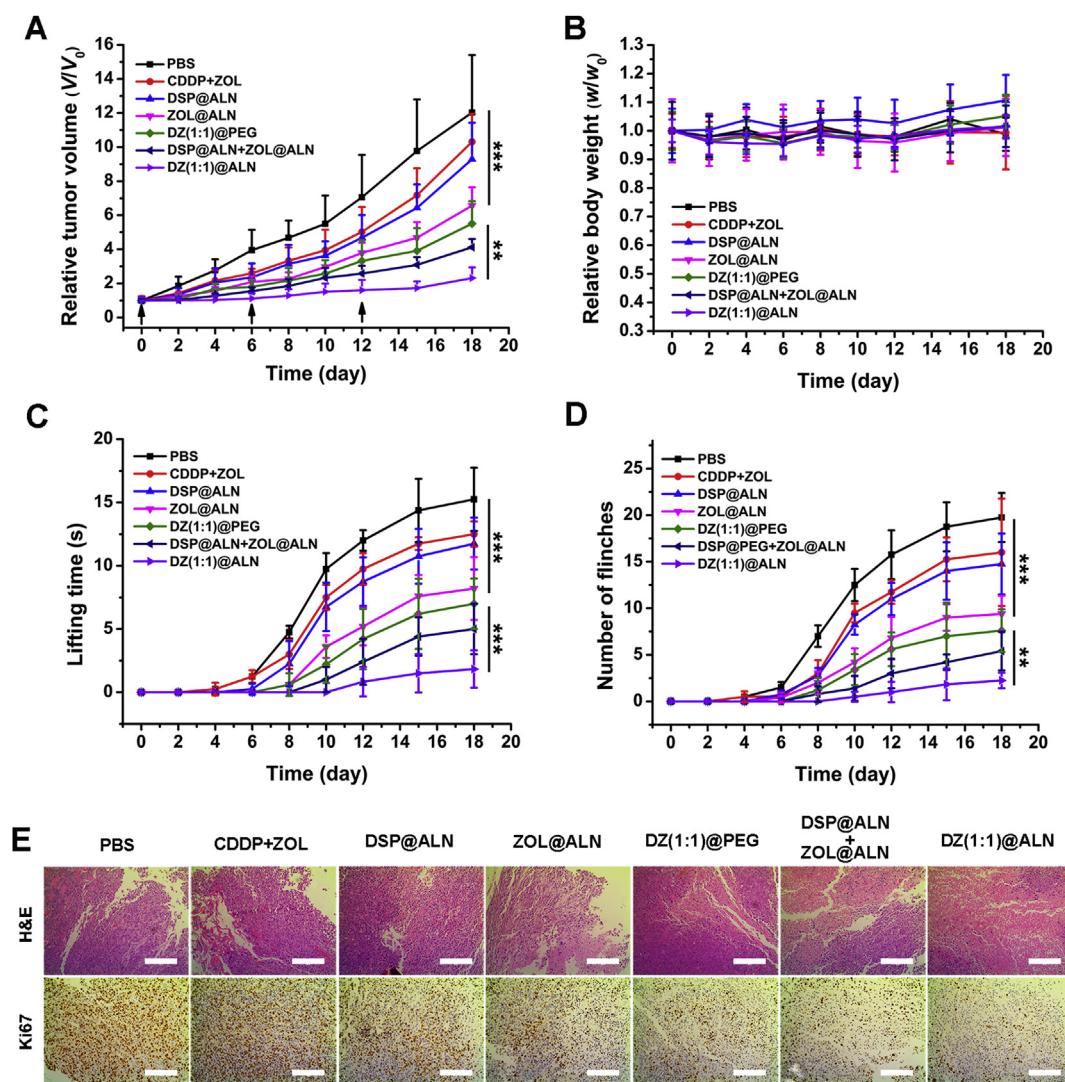 A
Relative tumor volume (V/V0)
16
14
12
10
8
6
4
2
0
PBS
CDDP+ZOL
DSP@ALN
ZOL@ALN
DZ(1:1)@PEG
DSP@ALN+ZOL@ALN
DZ(1:1)@ALN
***
**
0 2 4 6 8 10 12 14 16 18 20
Time (day)
B
Relative body weight (w/w0)
1.3
1.2
1.1
1.0
0.9
0.8
0.7
0.6
0.5
0.4
0.3
PBS
CDDP+ZOL
DSP@ALN
ZOL@ALN
DZ(1:1)@PEG
DSP@ALN+ZOL@ALN
DZ(1:1)@ALN
0 2 4 6 8 10 12 14 16 18 20
Time (day)
C
Lifting time (s)
20
15
10
5
0
PBS
CDDP+ZOL
DSP@ALN
ZOL@ALN
DZ(1:1)@PEG
DSP@ALN+ZOL@ALN
DZ(1:1)@ALN
***
***
0 2 4 6 8 10 12 14 16 18 20
Time (day)
D
Number of flinches
25
20
15
10
5
0
PBS
CDDP+ZOL
DSP@ALN
ZOL@ALN
DZ(1:1)@PEG
DSP@PEG+ZOL@ALN
DZ(1:1)@ALN
***
**
0 2 4 6 8 10 12 14 16 18 20
Time (day)
E
PBS
CDDP+ZOL
DSP@ALN
ZOL@ALN
DZ(1:1)@PEG
DSP@ALN
+
ZOL@ALN
DZ(1:1)@ALN
H&E
Ki67